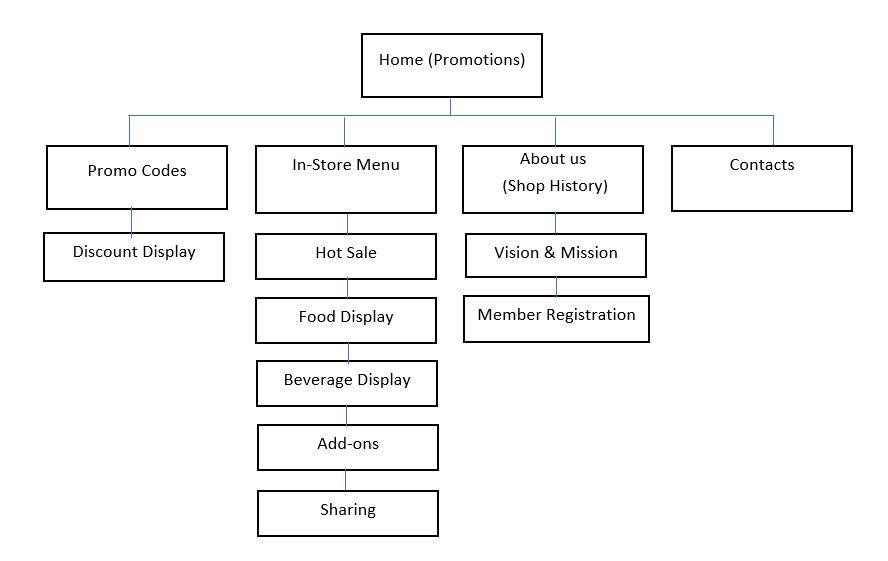 Home (Promotions)
Promo Codes
In-Store Menu
About us
(Shop History)
Contacts
Discount Display
Hot Sale
Vision & Mission
Food Display
Member Registration
Beverage Display
Add-ons
Sharing